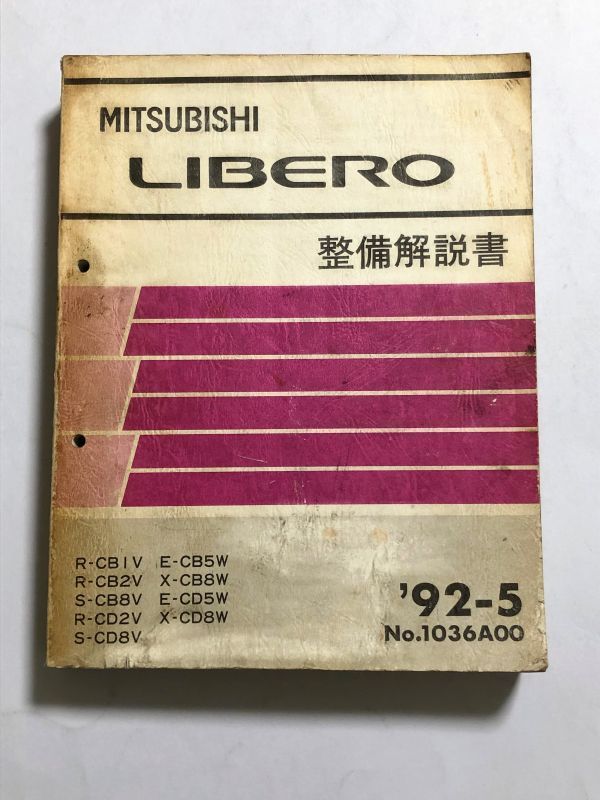 MITSUBISHI
LIBERO
整備解説書
R-CB1V E-CB5W
R-CB2V X-CB8W
S-CB8V E-CD5W
R-CD2V X-CD8W
S-CD8V
'92-5
No.1036A00